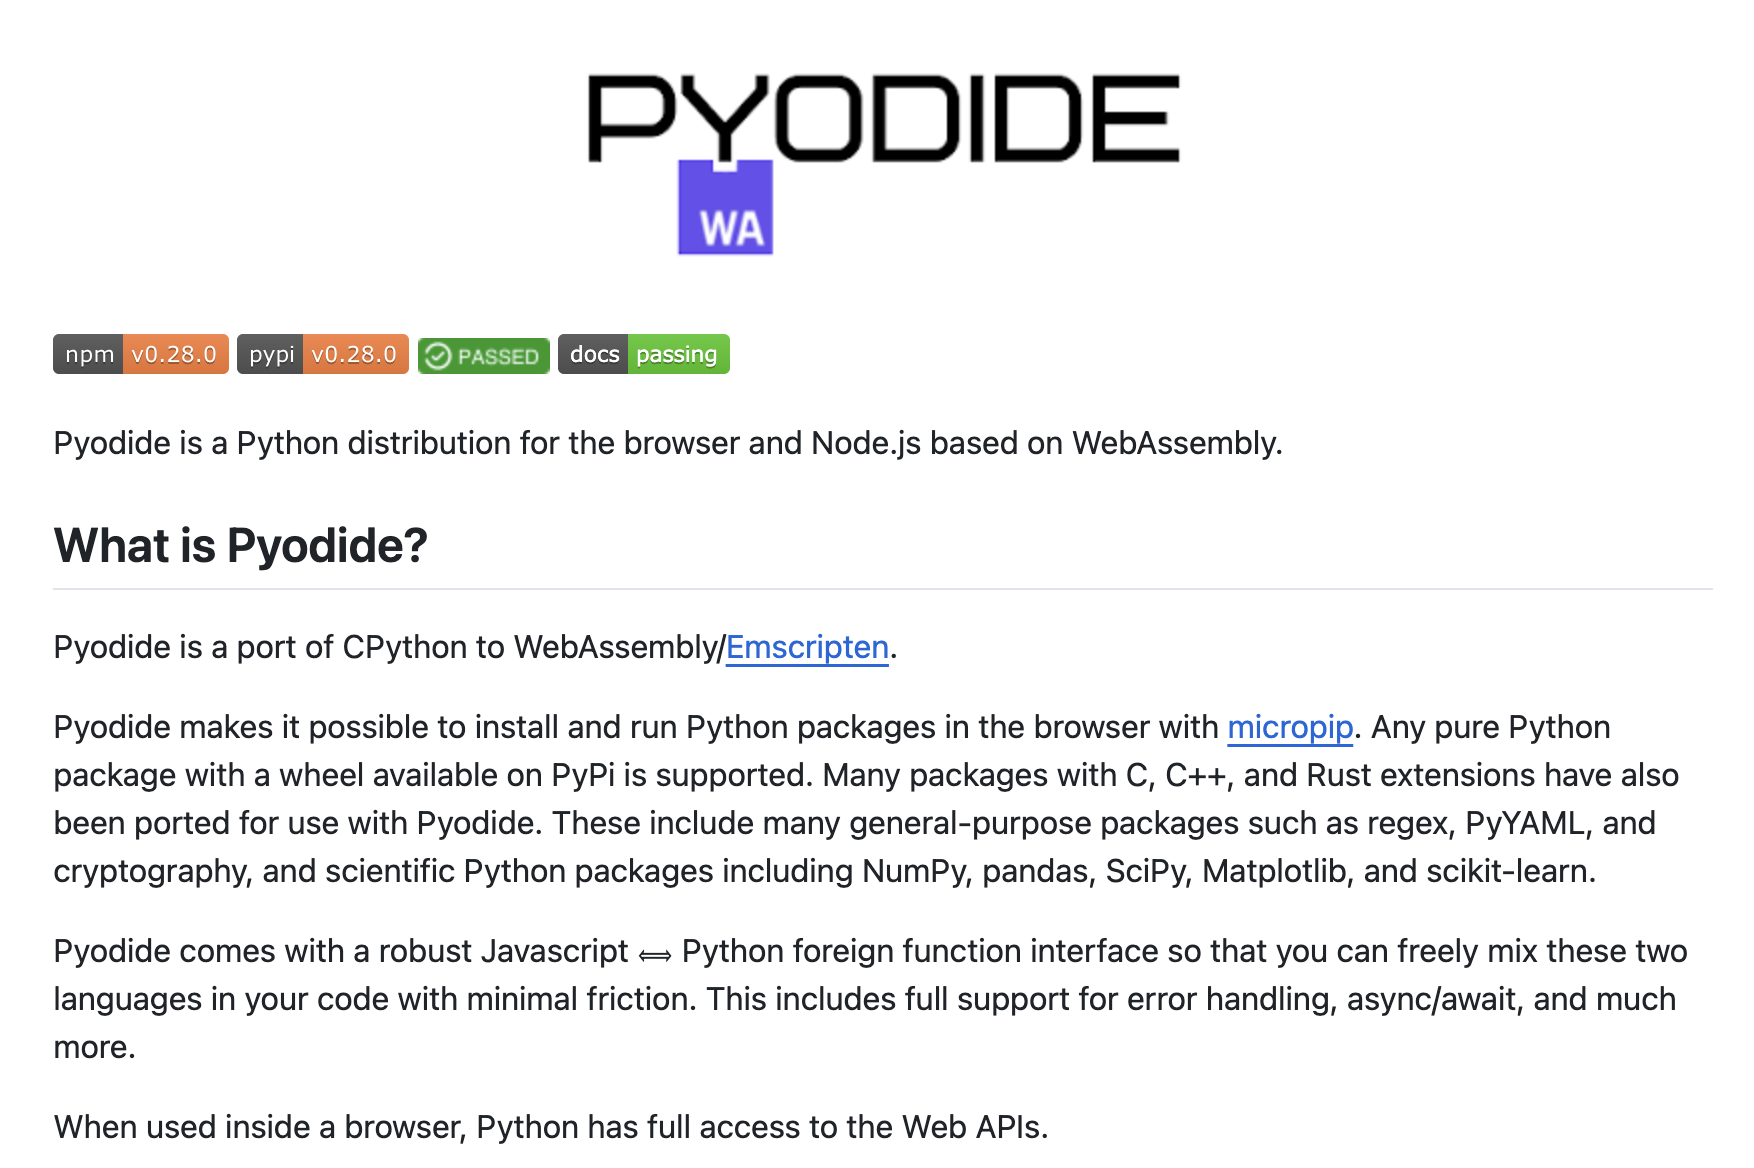 PYODIDE
WA
npm v0.28.0 pypi v0.28.0 PASSED docs passing
Pyodide is a Python distribution for the browser and Node.js based on WebAssembly.
What is Pyodide?
Pyodide is a port of CPython to WebAssembly/Emscripten.
Pyodide makes it possible to install and run Python packages in the browser with micropip. Any pure Python
package with a wheel available on PyPi is supported. Many packages with C, C++, and Rust extensions have also
been ported for use with Pyodide. These include many general-purpose packages such as regex, PyYAML, and
cryptography, and scientific Python packages including NumPy, pandas, SciPy, Matplotlib, and scikit-learn.
Pyodide comes with a robust Javascript ⟺ Python foreign function interface so that you can freely mix these two
languages in your code with minimal friction. This includes full support for error handling, async/await, and much
more.
When used inside a browser, Python has full access to the Web APIs.